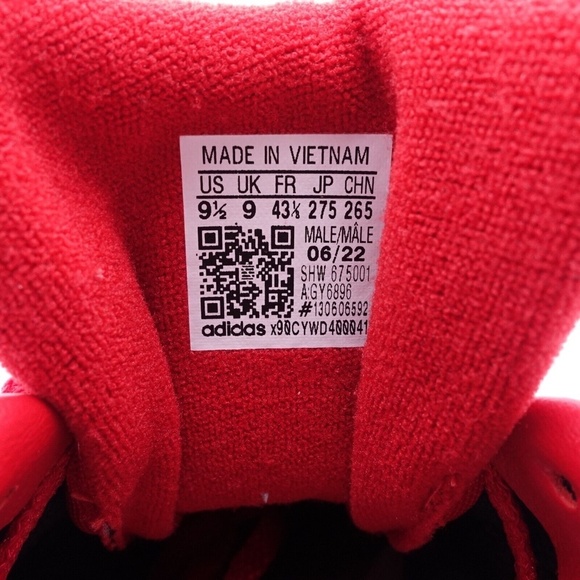 MADE IN VIETNAM
US UK FR JP CHN
9½ 9 43⅓ 275 265
MALE/MÂLE
06/22
SHW 675001
A:GY6896
#130606592
adidas x90CYWD400041